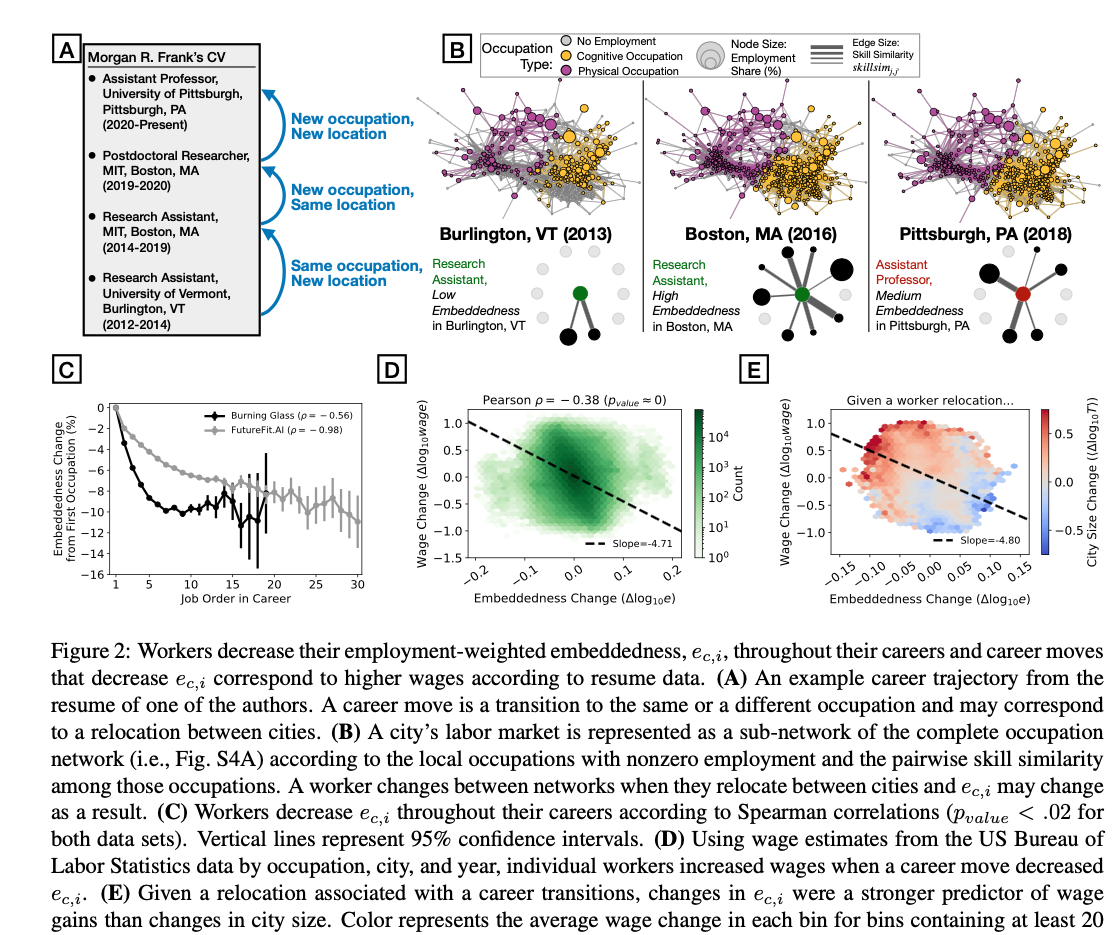 A
Morgan R. Frank's CV
● Assistant Professor,
University of Pittsburgh,
Pittsburgh, PA
(2020-Present)
● Postdoctoral Researcher,
MIT, Boston, MA
(2019-2020)
● Research Assistant,
MIT, Boston, MA
(2014-2019)
● Research Assistant,
University of Vermont,
Burlington, VT
(2012-2014)
New occupation,
New location
New occupation,
Same location
Same occupation,
New location
B
Occupation
Type:
No Employment
Cognitive Occupation
Physical Occupation
Node Size:
Employment
Share (%)
Edge Size:
Skill Similarity
skillsim_{j,j}
Burlington, VT (2013)
Research
Assistant,
Low
Embeddedness
in Burlington, VT
Boston, MA (2016)
Research
Assistant,
High
Embeddedness
in Boston, MA
Pittsburgh, PA (2018)
Assistant
Professor,
Medium
Embeddedness
in Pittsburgh, PA
C
Embeddedness Change
from First Occupation (%)
0
−2
−4
−6
−8
−10
−12
−14
−16
Burning Glass (ρ = −0.56)
FutureFit.AI (ρ = −0.98)
1 5 10 15 20 25 30
Job Order in Career
D
Pearson ρ = −0.38 (p_{value} ≈ 0)
Wage Change (Δlog₁₀wage)
1.0
0.5
0.0
−0.5
−1.0
−1.5
Slope=-4.71
−0.2 −0.1 0.0 0.1 0.2
Embeddedness Change (Δlog₁₀e)
10⁴
10³
10²
10¹
10⁰
Count
E
Given a worker relocation...
Wage Change (Δlog₁₀wage)
1.0
0.5
0.0
−0.5
−1.0
Slope=-4.80
−0.15 −0.10 −0.05 0.00 0.05 0.10 0.15
Embeddedness Change (Δlog₁₀e)
0.5
0.0
−0.5
City Size Change ((Δlog₁₀T)
Figure 2: Workers decrease their employment-weighted embeddedness, e_{c,i}, throughout their careers and career moves
that decrease e_{c,i} correspond to higher wages according to resume data. (A) An example career trajectory from the
resume of one of the authors. A career move is a transition to the same or a different occupation and may correspond
to a relocation between cities. (B) A city's labor market is represented as a sub-network of the complete occupation
network (i.e., Fig. S4A) according to the local occupations with nonzero employment and the pairwise skill similarity
among those occupations. A worker changes between networks when they relocate between cities and e_{c,i} may change
as a result. (C) Workers decrease e_{c,i} throughout their careers according to Spearman correlations (p_{value} < .02 for
both data sets). Vertical lines represent 95% confidence intervals. (D) Using wage estimates from the US Bureau of
Labor Statistics data by occupation, city, and year, individual workers increased wages when a career move decreased
e_{c,i}. (E) Given a relocation associated with a career transitions, changes in e_{c,i} were a stronger predictor of wage
gains than changes in city size. Color represents the average wage change in each bin for bins containing at least 20